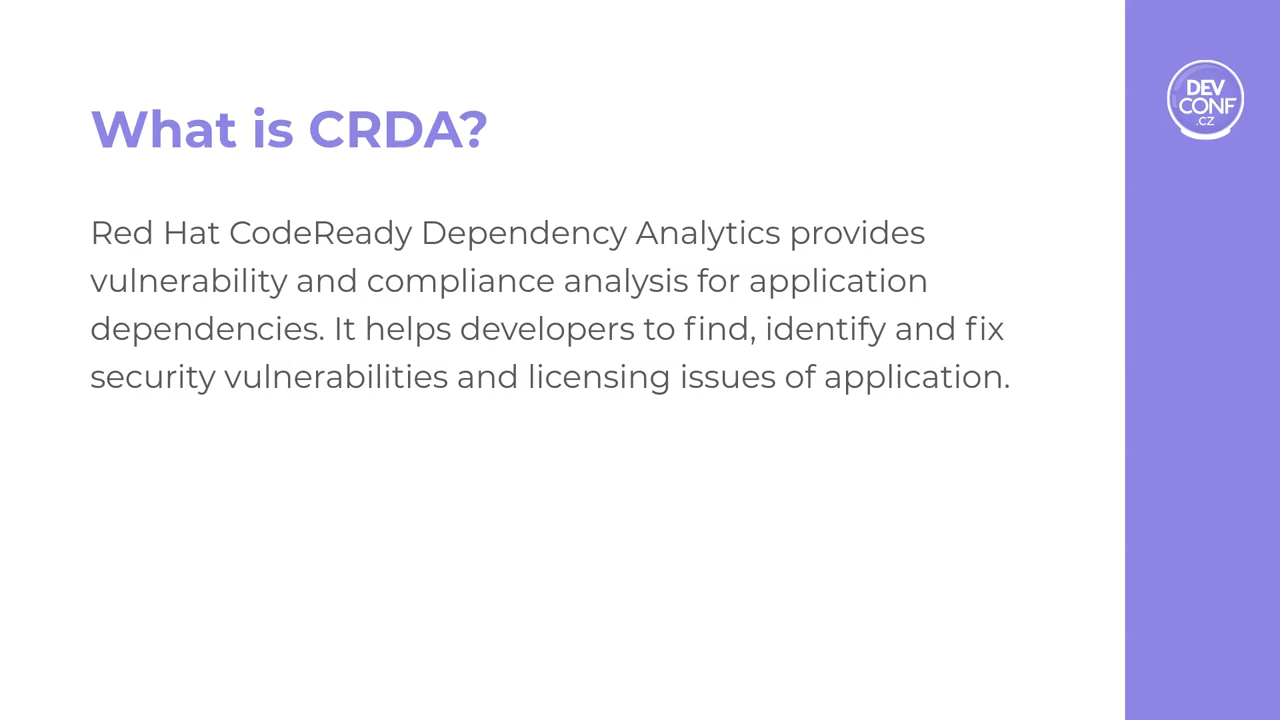 What is CRDA?
Red Hat CodeReady Dependency Analytics provides
vulnerability and compliance analysis for application
dependencies. It helps developers to find, identify and fix
security vulnerabilities and licensing issues of application.
DEV
CONF
.CZ